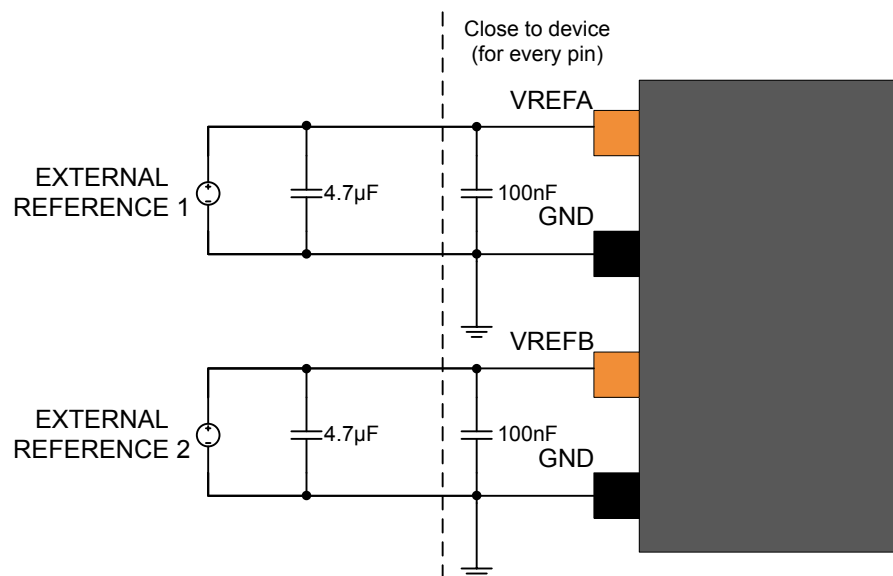 Close to device
(for every pin)
VREFA
EXTERNAL
REFERENCE 1
4.7µF
100nF
GND
VREFB
EXTERNAL
REFERENCE 2
4.7µF
100nF
GND